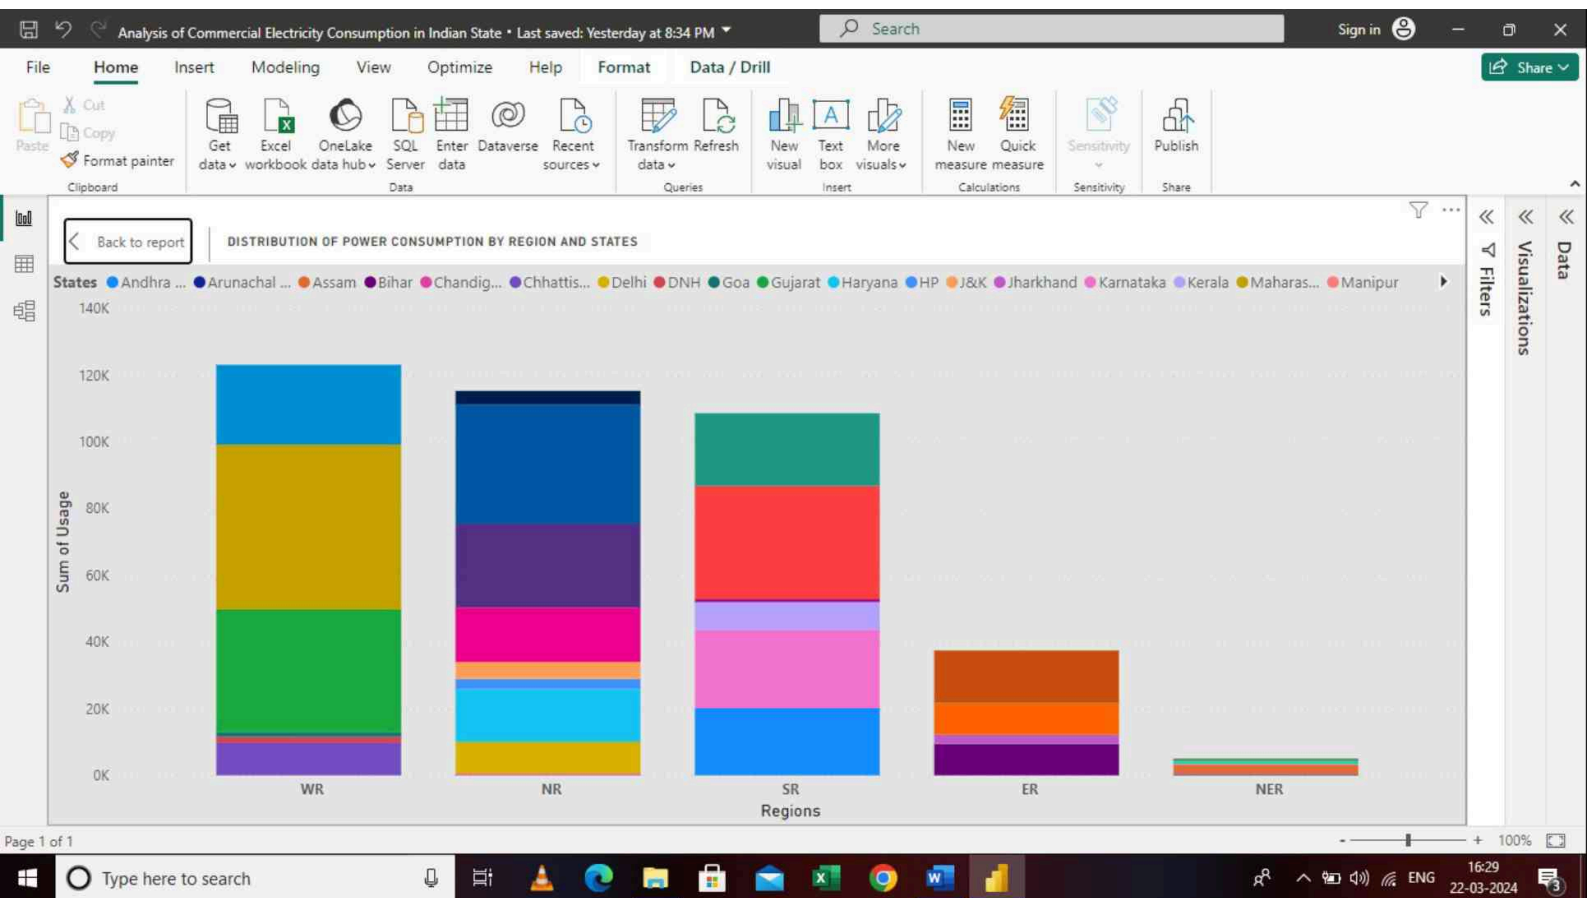 Analysis of Commercial Electricity Consumption in Indian State • Last saved: Yesterday at 8:34 PM
Search
Sign in
File Home Insert Modeling View Optimize Help Format Data / Drill
Share
Paste
Cut
Copy
Format painter
Clipboard
Get data
Excel workbook
OneLake data hub
SQL Server
Enter data
Dataverse
Recent sources
Data
Transform data
Refresh
Queries
New visual
Text box
More visuals
Insert
New measure
Quick measure
Calculations
Sensitivity
Sensitivity
Publish
Share
Back to report
DISTRIBUTION OF POWER CONSUMPTION BY REGION AND STATES
States Andhra ... Arunachal ... Assam Bihar Chandig... Chhattis... Delhi DNH Goa Gujarat Haryana HP J&K Jharkhand Karnataka Kerala Maharas... Manipur
140K
120K
100K
80K
60K
40K
20K
0K
Sum of Usage
WR NR SR ER NER
Regions
Filters
Visualizations
Data
Page 1 of 1
- + 100%
Type here to search
ENG
16:29
22-03-2024
3